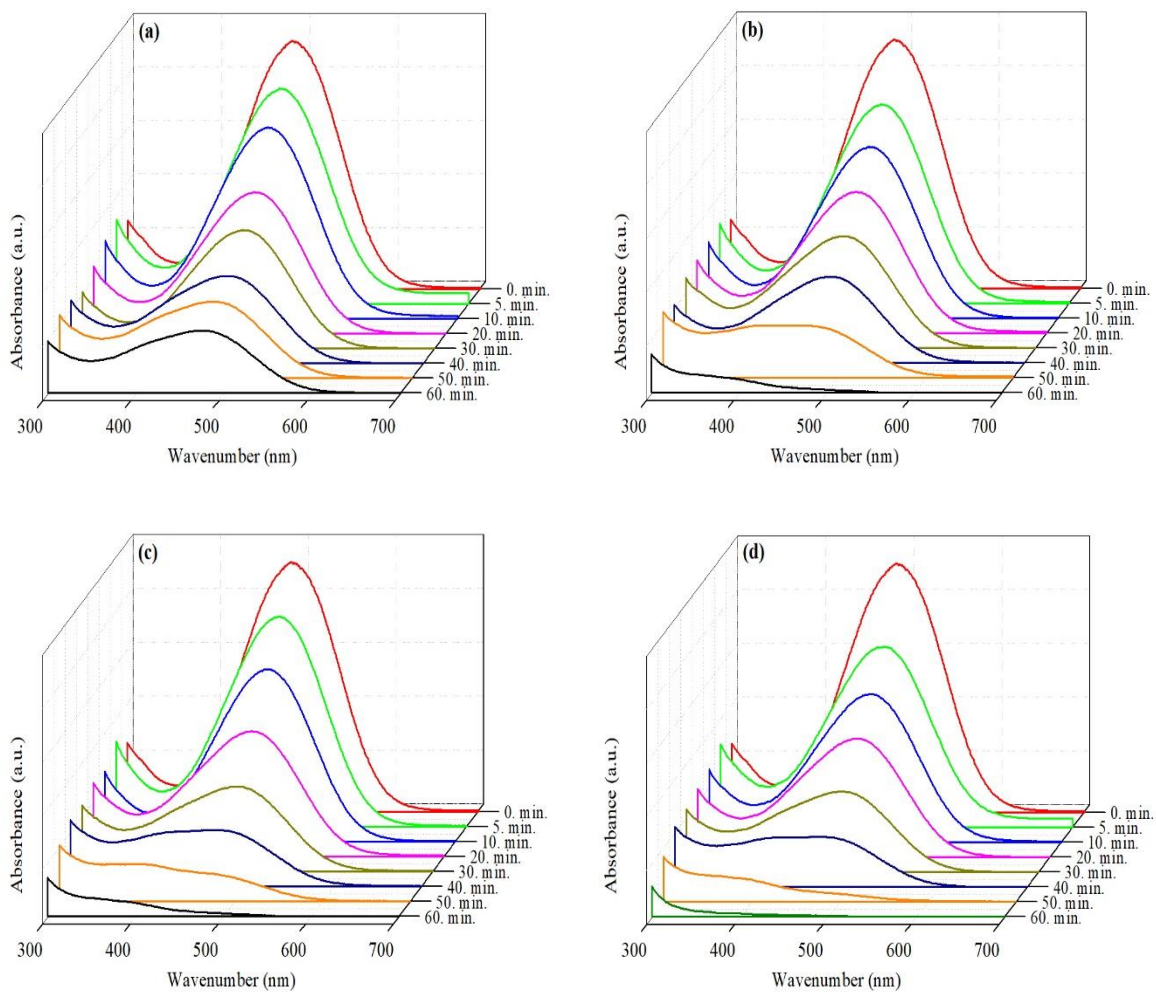 (a)
Absorbance (a.u.)
0. min.
5. min.
10. min.
20. min.
30. min.
40. min.
50. min.
60. min.
300 400 500 600 700
Wavenumber (nm)
(b)
Absorbance (a.u.)
0. min.
5. min.
10. min.
20. min.
30. min.
40. min.
50. min.
60. min.
300 400 500 600 700
Wavenumber (nm)
(c)
Absorbance (a.u.)
0. min.
5. min.
10. min.
20. min.
30. min.
40. min.
50. min.
60. min.
300 400 500 600 700
Wavenumber (nm)
(d)
Absorbance (a.u.)
0. min.
5. min.
10. min.
20. min.
30. min.
40. min.
50. min.
60. min.
300 400 500 600 700
Wavenumber (nm)